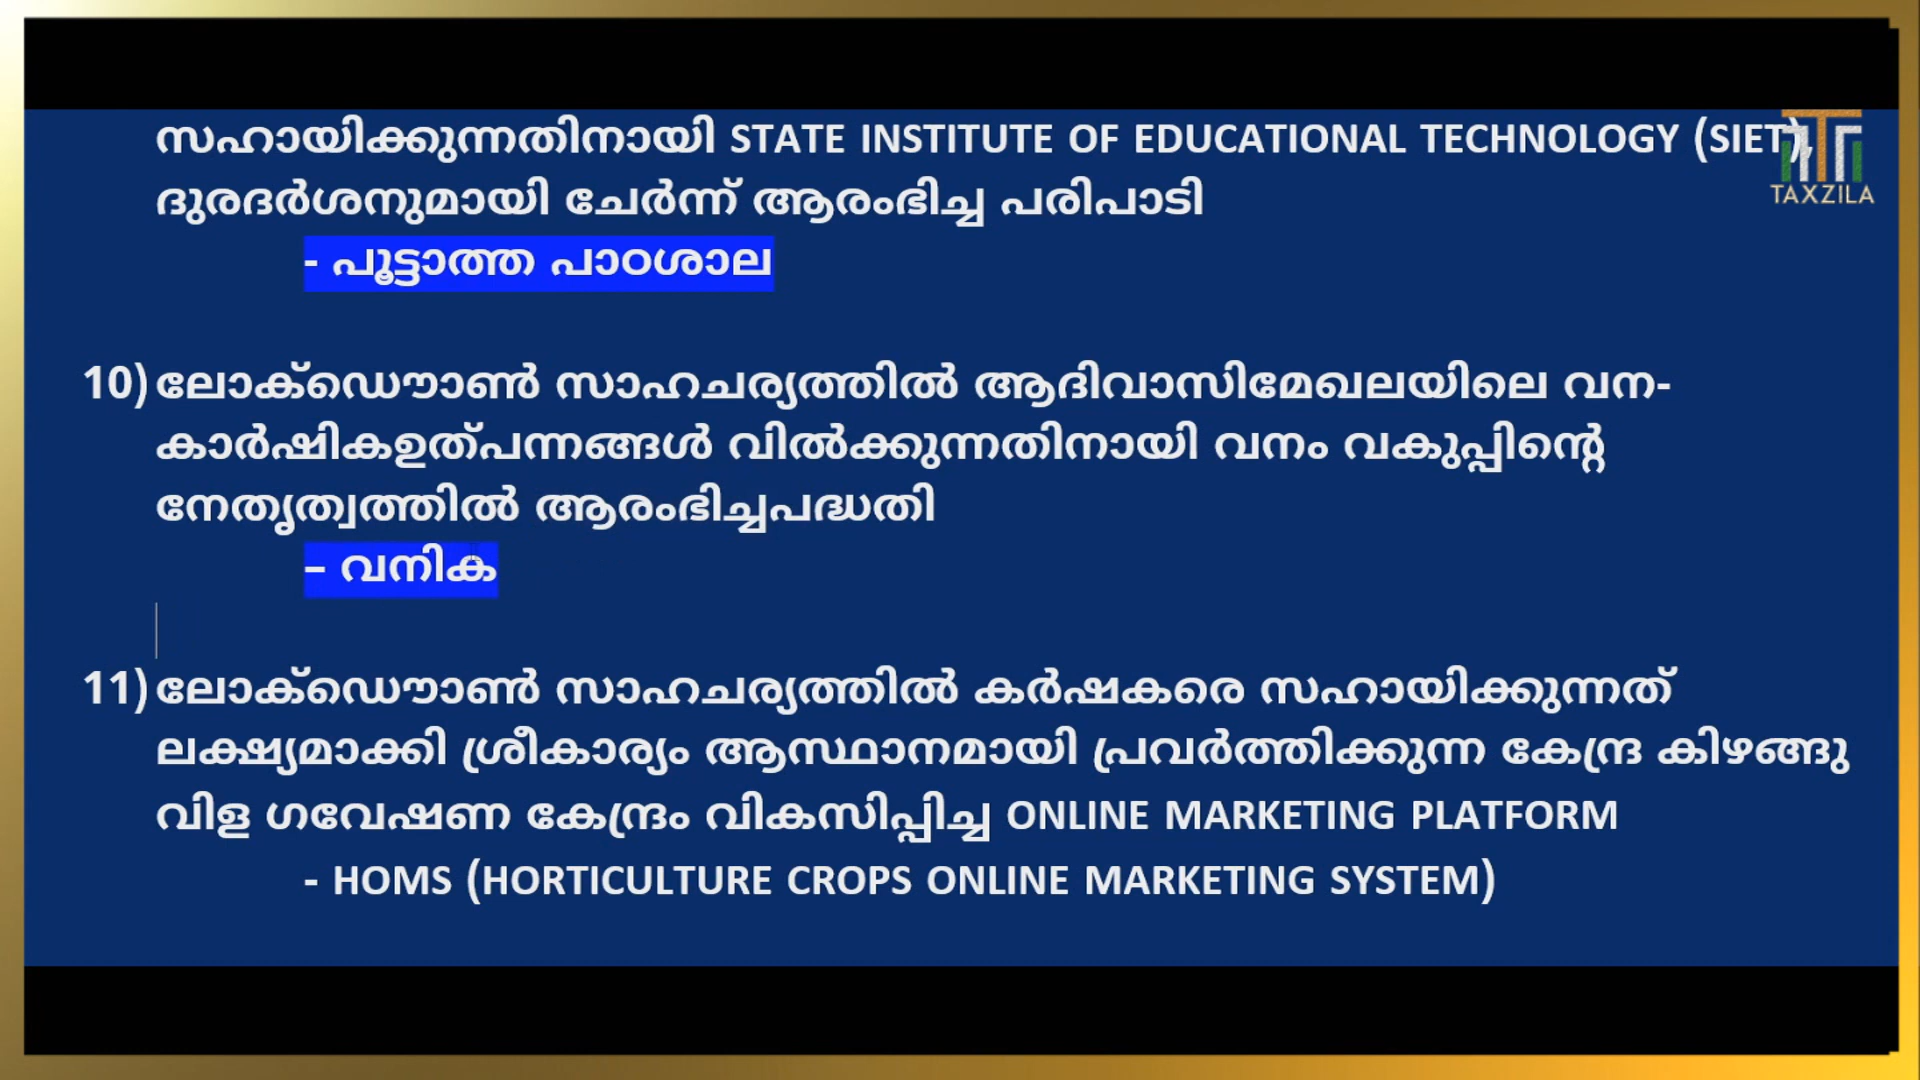 സഹായിക്കുന്നതിനായി STATE INSTITUTE OF EDUCATIONAL TECHNOLOGY (SIET),
ദുരദർശനുമായി ചേർന്ന് ആരംഭിച്ച പരിപാടി
- പൂട്ടാത്ത പാഠശാല
TAXZILA
10) ലോക്ഡൌൺ സാഹചര്യത്തിൽ ആദിവാസിമേഖലയിലെ വന-
കാർഷികഉത്പന്നങ്ങൾ വിൽക്കുന്നതിനായി വനം വകുപ്പിന്റെ
നേതൃത്വത്തിൽ ആരംഭിച്ചപദ്ധതി
– വനിക
11) ലോക്ഡൌൺ സാഹചര്യത്തിൽ കർഷകരെ സഹായിക്കുന്നത്
ലക്ഷ്യമാക്കി ശ്രീകാര്യം ആസ്ഥാനമായി പ്രവർത്തിക്കുന്ന കേന്ദ്ര കിഴങ്ങു
വിള ഗവേഷണ കേന്ദ്രം വികസിപ്പിച്ച ONLINE MARKETING PLATFORM
- HOMS (HORTICULTURE CROPS ONLINE MARKETING SYSTEM)